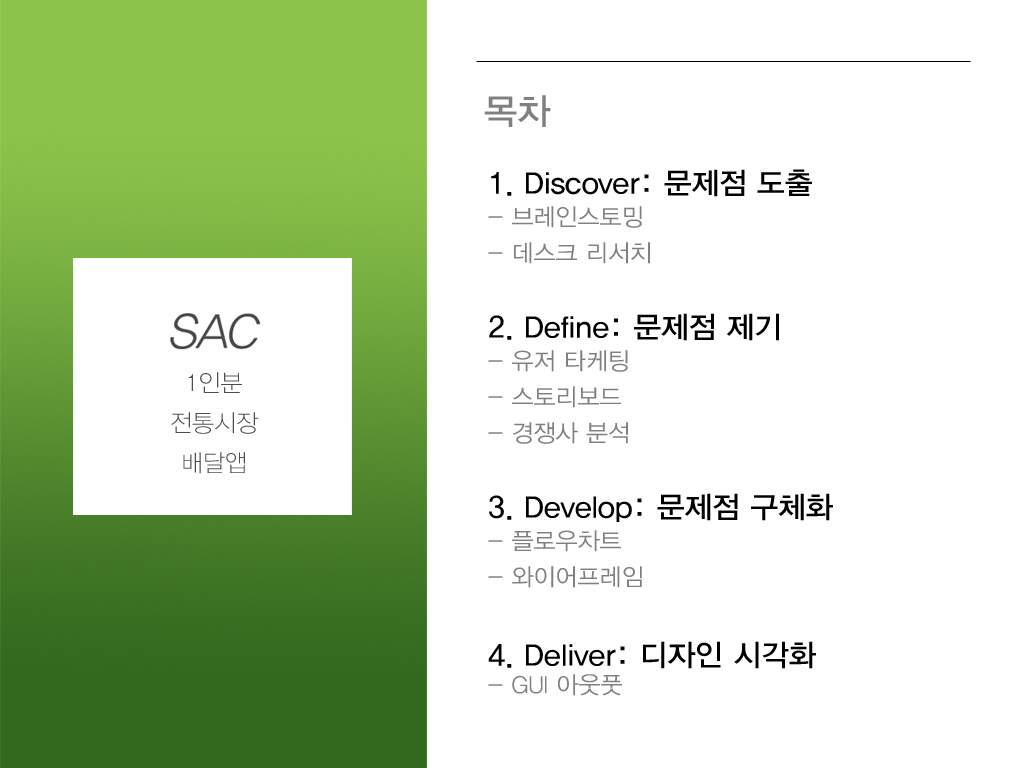 SAC
1인분
전통시장
배달앱
목차
1. Discover: 문제점 도출
- 브레인스토밍
- 데스크 리서치
2. Define: 문제점 제기
- 유저 타케팅
- 스토리보드
- 경쟁사 분석
3. Develop: 문제점 구체화
- 플로우차트
- 와이어프레임
4. Deliver: 디자인 시각화
- GUI 아웃풋